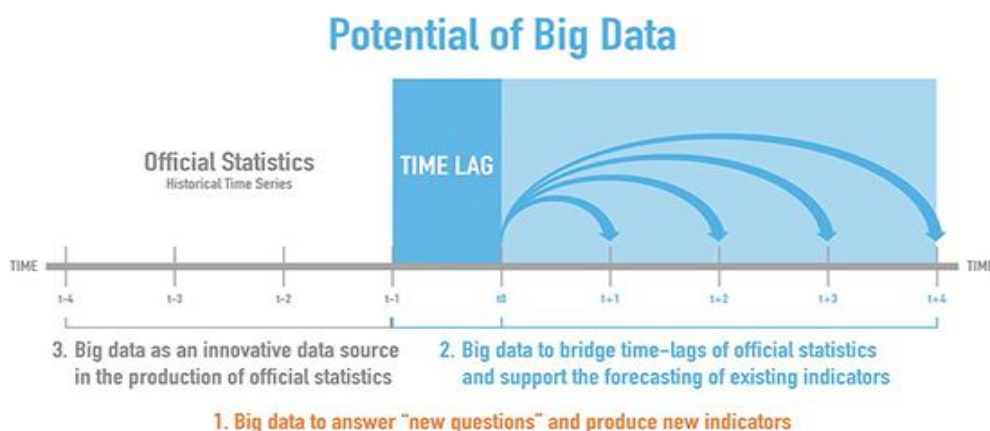 Potential of Big Data
Official Statistics
Historical Time Series
TIME LAG
TIME
TIME
t-4
t-3
t-2
t-1
t0
t+1
t+2
t+3
t+4
3. Big data as an innovative data source
in the production of official statistics
2. Big data to bridge time-lags of official statistics
and support the forecasting of existing indicators
1. Big data to answer “new questions” and produce new indicators